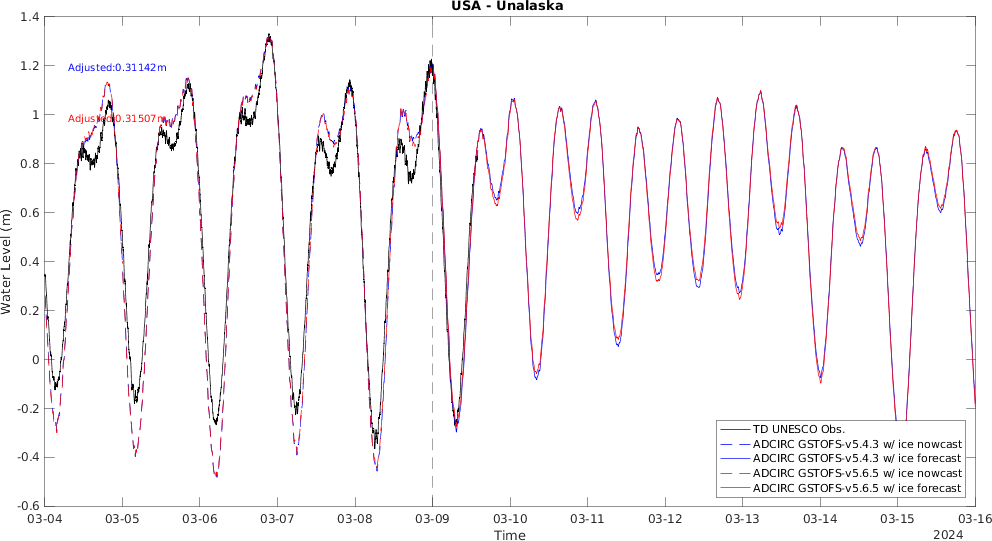 USA - Unalaska
1.4
1.2
1
0.8
0.6
0.4
0.2
0
-0.2
-0.4
-0.6
Water Level (m)
Adjusted:0.31142m
Adjusted:0.31507m
TD UNESCO Obs.
ADCIRC GSTOFS-v5.4.3 w/ ice nowcast
ADCIRC GSTOFS-v5.4.3 w/ ice forecast
ADCIRC GSTOFS-v5.6.5 w/ ice nowcast
ADCIRC GSTOFS-v5.6.5 w/ ice forecast
03-04 03-05 03-06 03-07 03-08 03-09 03-10 03-11 03-12 03-13 03-14 03-15 03-16
Time
2024